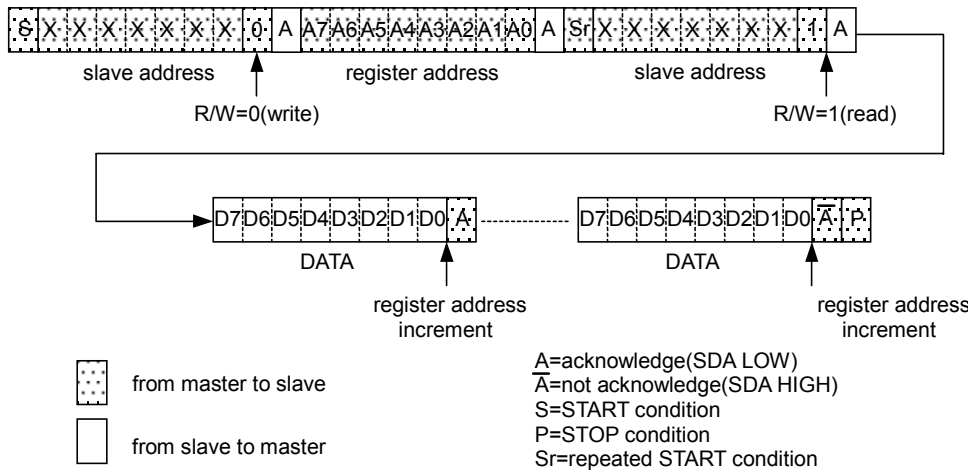 S X X X X X X X 0 A A7 A6 A5 A4 A3 A2 A1 A0 A Sr X X X X X X X 1 A
slave address register address slave address
R/W=0(write) R/W=1(read)
D7 D6 D5 D4 D3 D2 D1 D0 A D7 D6 D5 D4 D3 D2 D1 D0 A̅ P
DATA DATA
register address register address
increment increment
A=acknowledge(SDA LOW)
from master to slave A̅=not acknowledge(SDA HIGH)
S=START condition
from slave to master P=STOP condition
Sr=repeated START condition